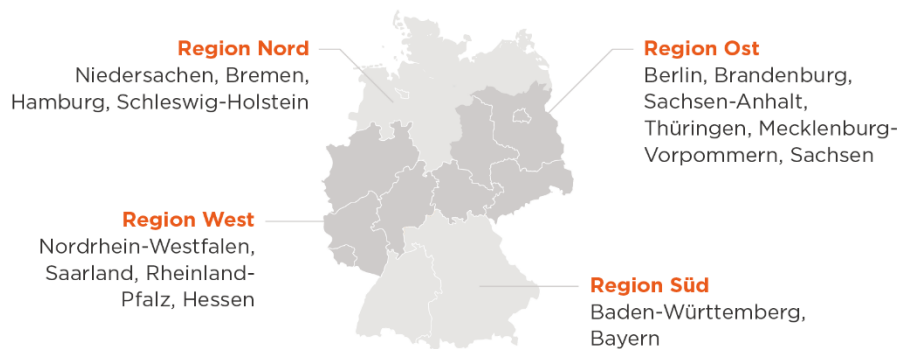 Region Nord
Niedersachen, Bremen,
Hamburg, Schleswig-Holstein
Region Ost
Berlin, Brandenburg,
Sachsen-Anhalt,
Thüringen, Mecklenburg-
Vorpommern, Sachsen
Region West
Nordrhein-Westfalen,
Saarland, Rheinland-
Pfalz, Hessen
Region Süd
Baden-Württemberg,
Bayern